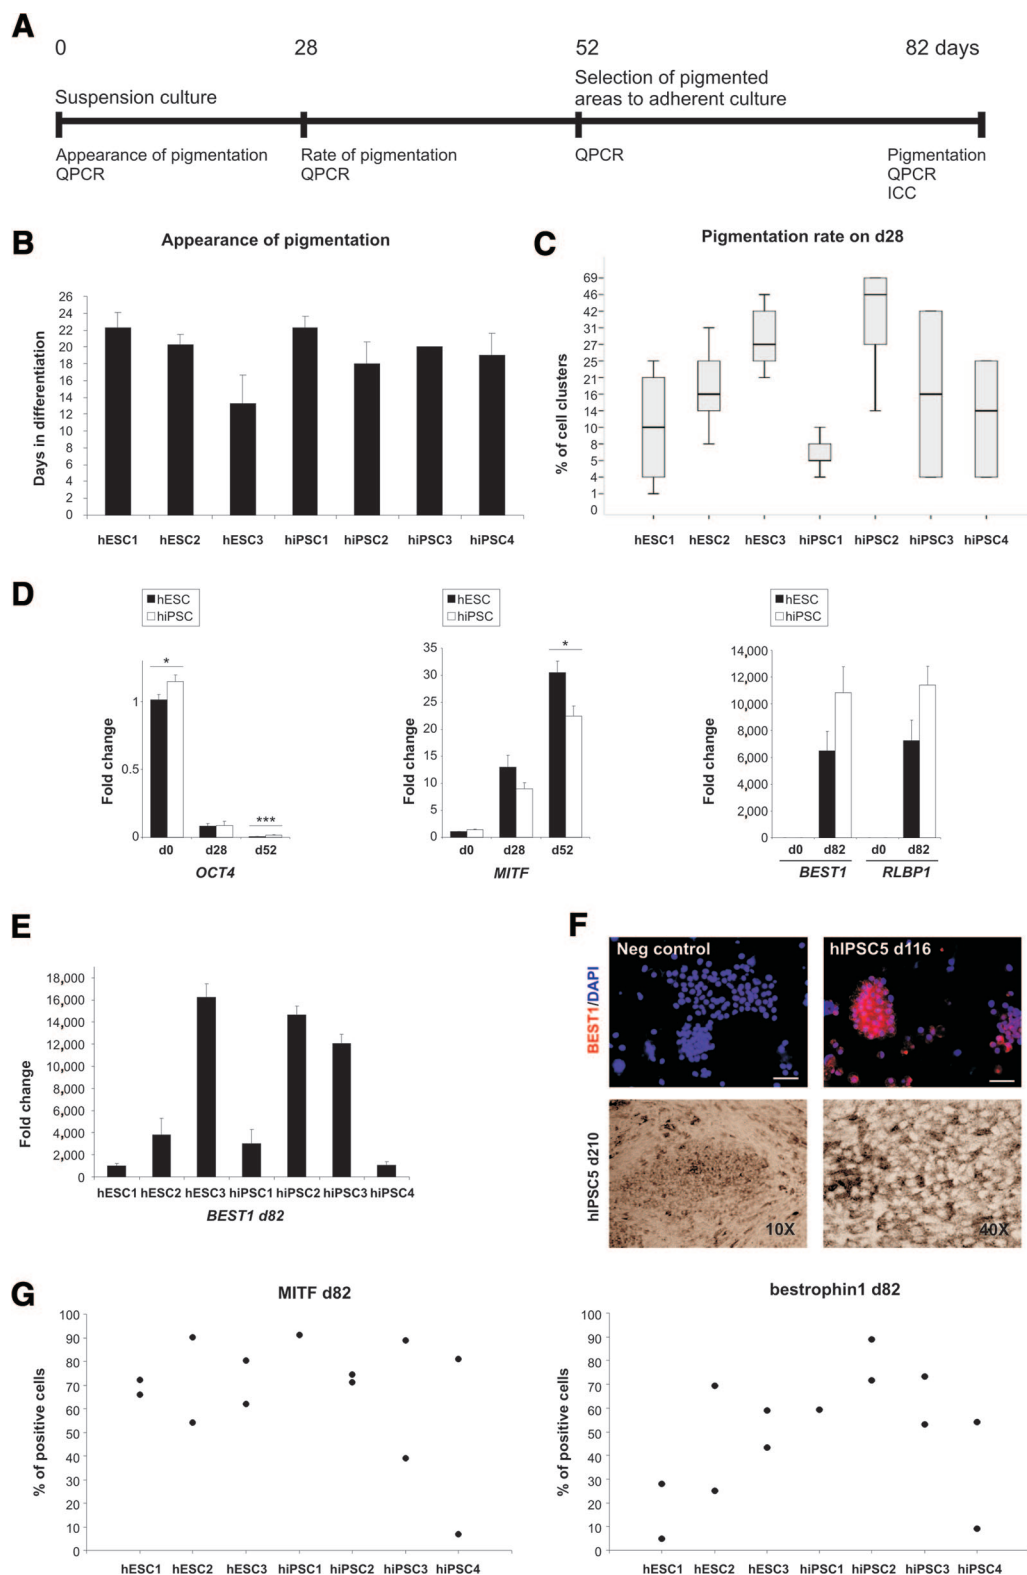 A
0 28 52 82 days
Suspension culture
Selection of pigmented
areas to adherent culture
Appearance of pigmentation
QPCR
Rate of pigmentation
QPCR
QPCR
Pigmentation
QPCR
ICC
B
Appearance of pigmentation
Days in differentiation
26
24
22
20
18
16
14
12
10
8
6
4
2
0
hESC1 hESC2 hESC3 hiPSC1 hiPSC2 hiPSC3 hiPSC4
C
Pigmentation rate on d28
% of cell clusters
69
46
42
31
27
25
21
16
14
10
8
5
4
1
0
hESC1 hESC2 hESC3 hiPSC1 hiPSC2 hiPSC3 hiPSC4
D
hESC
hiPSC
Fold change
1
0.5
0
*
***
d0 d28 d52
OCT4
hESC
hiPSC
Fold change
35
30
25
20
15
10
5
0
*
d0 d28 d52
MITF
hESC
hiPSC
Fold change
14,000
12,000
10,000
8,000
6,000
4,000
2,000
0
d0 d82 d0 d82
BEST1 RLBP1
E
Fold change
18,000
16,000
14,000
12,000
10,000
8,000
6,000
4,000
2,000
0
hESC1 hESC2 hESC3 hiPSC1 hiPSC2 hiPSC3 hiPSC4
BEST1 d82
F
BEST1/DAPI
Neg control
hIPSC5 d116
hIPSC5 d210
10X
40X
G
MITF d82
% of positive cells
100
90
80
70
60
50
40
30
20
10
0
hESC1 hESC2 hESC3 hiPSC1 hiPSC2 hiPSC3 hiPSC4
bestrophin1 d82
% of positive cells
100
90
80
70
60
50
40
30
20
10
0
hESC1 hESC2 hESC3 hiPSC1 hiPSC2 hiPSC3 hiPSC4